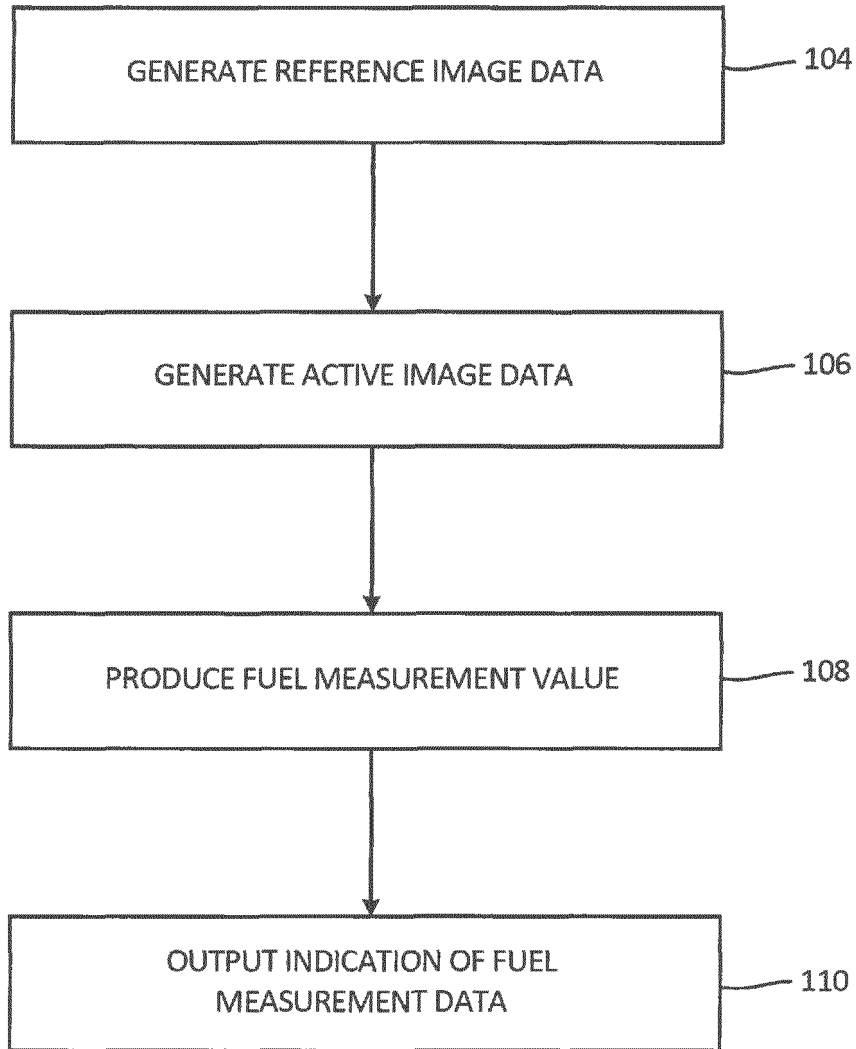 GENERATE REFERENCE IMAGE DATA
104
GENERATE ACTIVE IMAGE DATA
106
PRODUCE FUEL MEASUREMENT VALUE
108
OUTPUT INDICATION OF FUEL
MEASUREMENT DATA
110